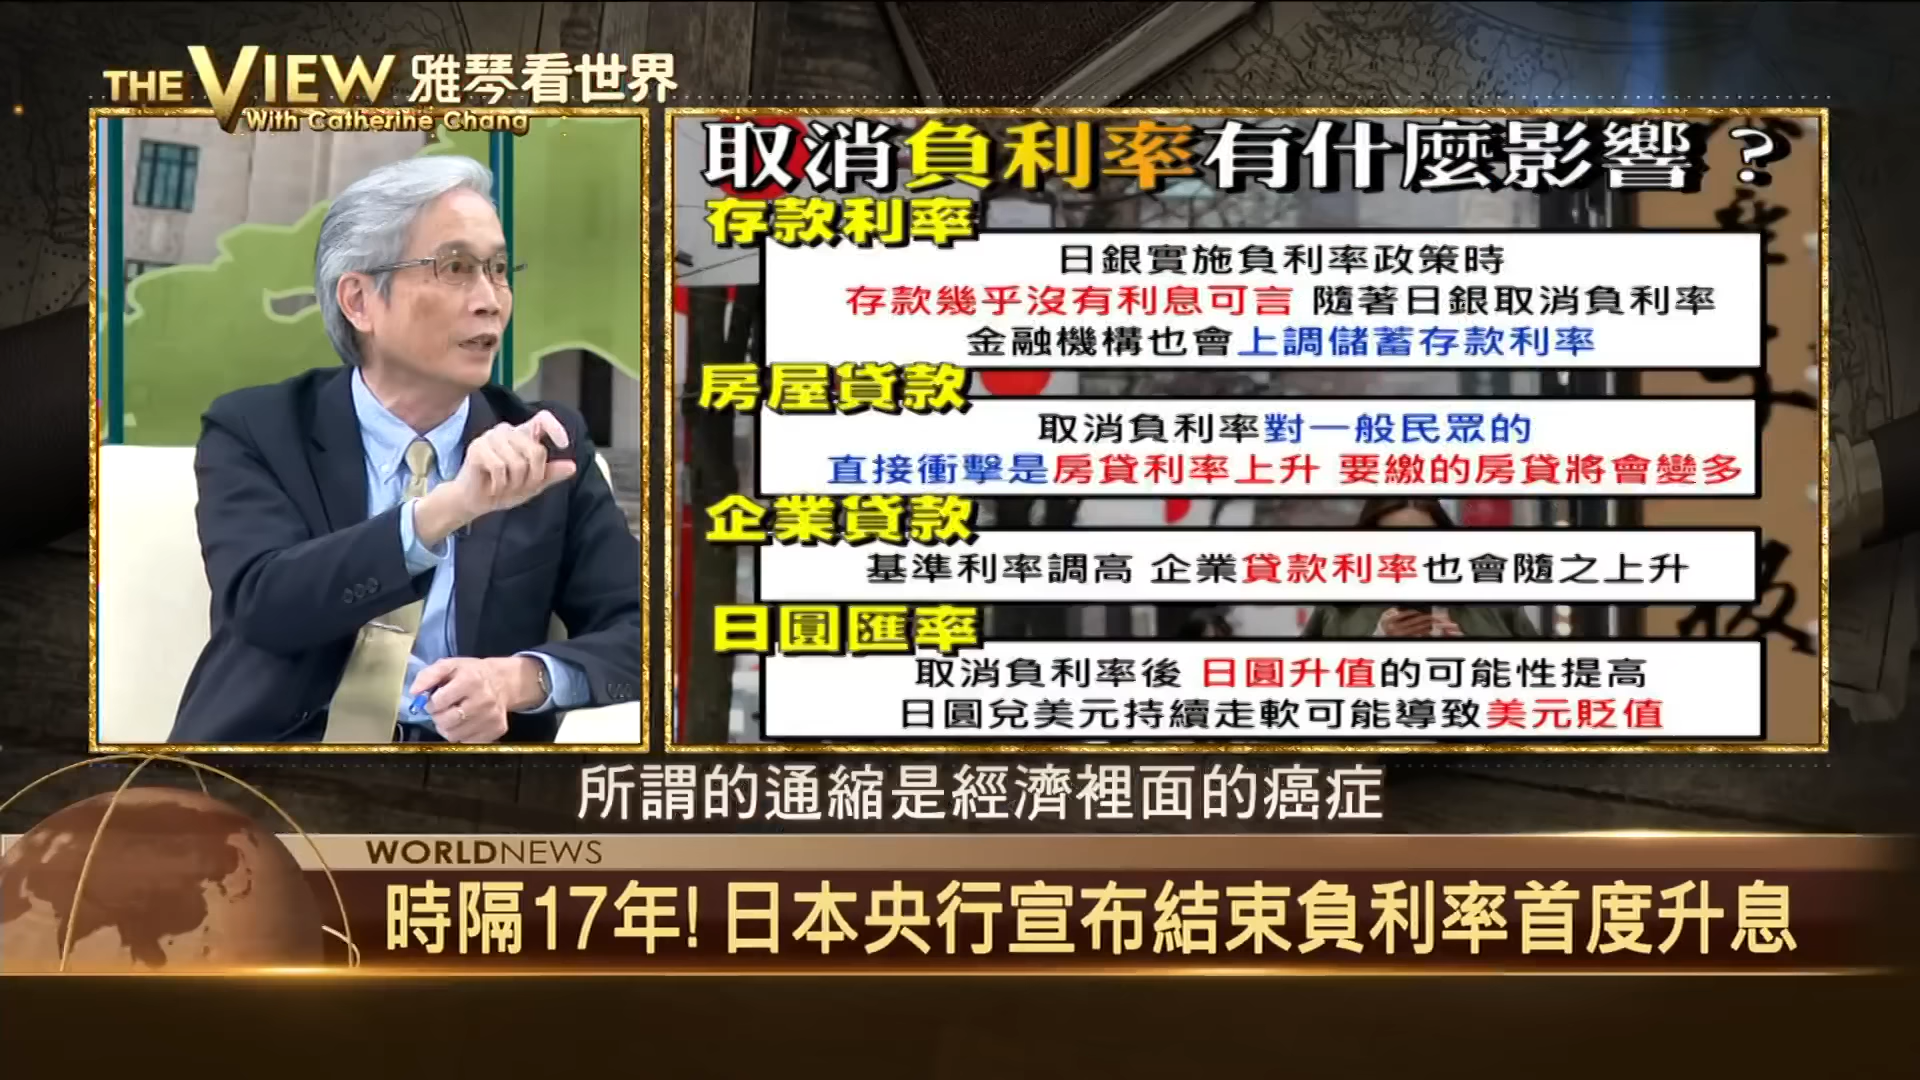 THE VIEW 雅琴看世界
With Catherine Chang
取消負利率有什麼影響？
存款利率
日銀實施負利率政策時
存款幾乎沒有利息可言 隨著日銀取消負利率
金融機構也會上調儲蓄存款利率
房屋貸款
取消負利率對一般民眾的
直接衝擊是房貸利率上升 要繳的房貸將會變多
企業貸款
基準利率調高 企業貸款利率也會隨之上升
日圓匯率
取消負利率後 日圓升值的可能性提高
日圓兌美元持續走軟可能導致美元貶值
所謂的通縮是經濟裡面的癌症
WORLDNEWS
時隔17年!日本央行宣布結束負利率首度升息